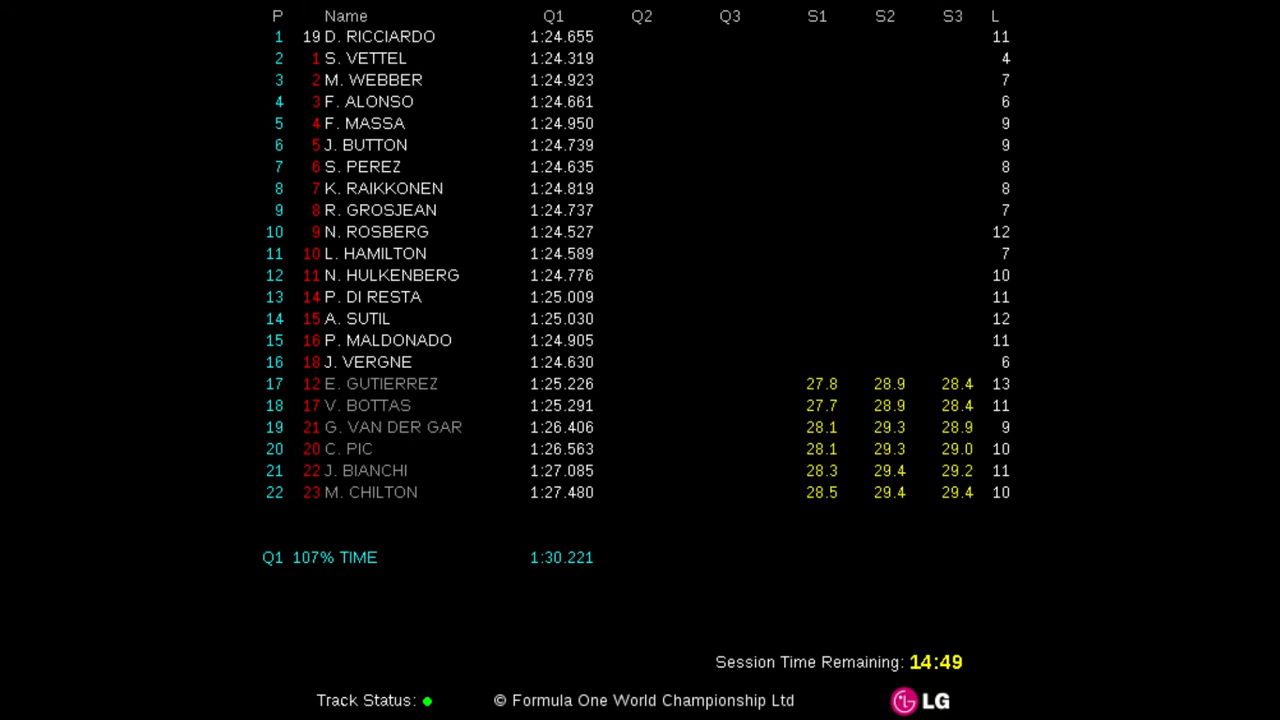 P Name Q1 Q2 Q3 S1 S2 S3 L
1 19 D. RICCIARDO 1:24.655 11
2 1 S. VETTEL 1:24.319 4
3 2 M. WEBBER 1:24.923 7
4 3 F. ALONSO 1:24.661 6
5 4 F. MASSA 1:24.950 9
6 5 J. BUTTON 1:24.739 9
7 6 S. PEREZ 1:24.635 8
8 7 K. RAIKKONEN 1:24.819 8
9 8 R. GROSJEAN 1:24.737 7
10 9 N. ROSBERG 1:24.527 12
11 10 L. HAMILTON 1:24.589 7
12 11 N. HULKENBERG 1:24.776 10
13 14 P. DI RESTA 1:25.009 11
14 15 A. SUTIL 1:25.030 12
15 16 P. MALDONADO 1:24.905 11
16 18 J. VERGNE 1:24.630 6
17 12 E. GUTIERREZ 1:25.226 27.8 28.9 28.4 13
18 17 V. BOTTAS 1:25.291 27.7 28.9 28.4 11
19 21 G. VAN DER GAR 1:26.406 28.1 29.3 28.9 9
20 20 C. PIC 1:26.563 28.1 29.3 29.0 10
21 22 J. BIANCHI 1:27.085 28.3 29.4 29.2 11
22 23 M. CHILTON 1:27.480 28.5 29.4 29.4 10
Q1 107% TIME 1:30.221
Session Time Remaining: 14:49
Track Status: © Formula One World Championship Ltd LG